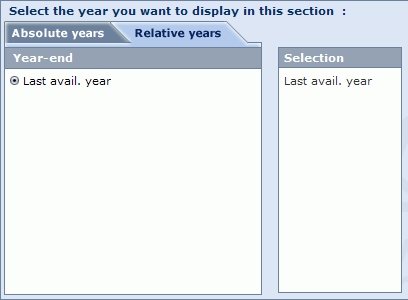 Select the year you want to display in this section :
Absolute years Relative years
Year-end Selection
Last avail. year Last avail. year